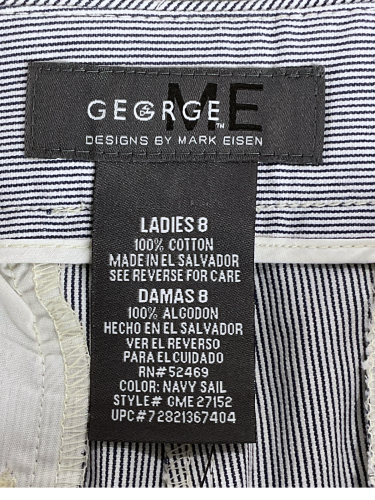 GEORGE ME™
DESIGNS BY MARK EISEN
LADIES 8
100% COTTON
MADE IN EL SALVADOR
SEE REVERSE FOR CARE
DAMAS 8
100% ALGODON
HECHO EN EL SALVADOR
VER EL REVERSO
PARA EL CUIDADO
RN# 52469
COLOR: NAVY SAIL
STYLE# GME 27152
UPC# 72821367404